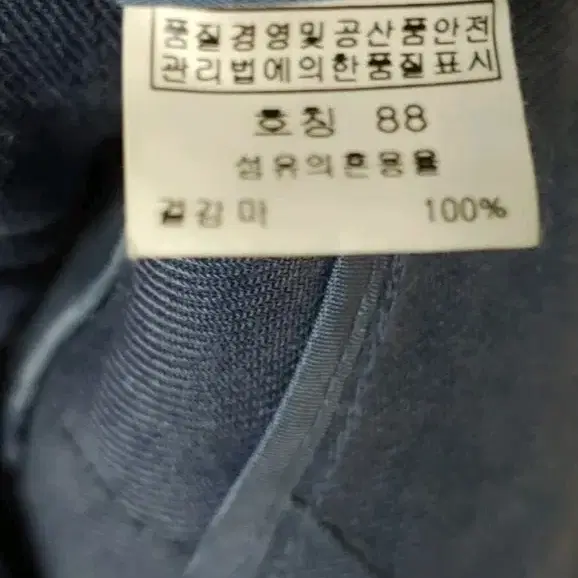 품질경영및공산품안전
관리법에의한품질표시
호칭 88
섬유의혼용율
겉감 마 100%